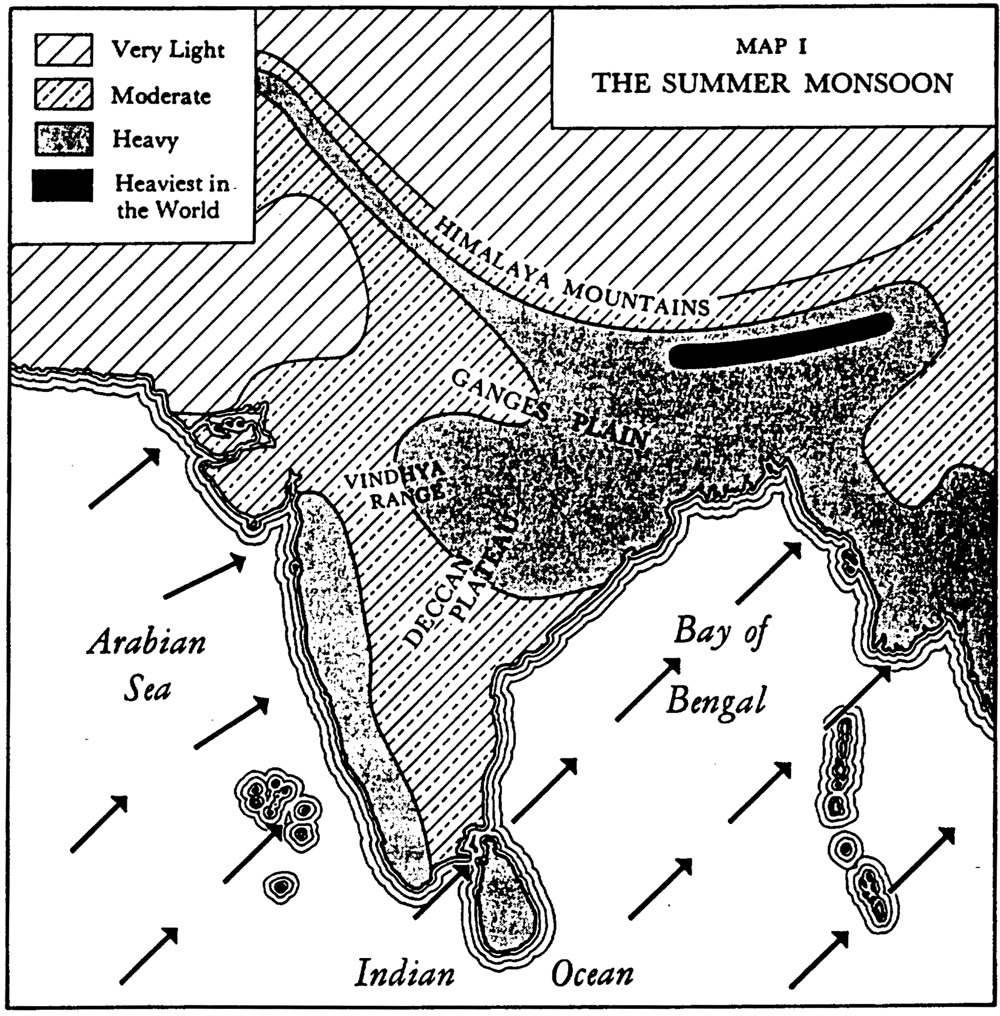 Very Light
Moderate
Heavy
Heaviest in
the World
MAP I
THE SUMMER MONSOON
HIMALAYA MOUNTAINS
GANGES PLAIN
VINDHYA
RANGE
DECCAN
PLATEAU
Arabian
Sea
Bay of
Bengal
Indian Ocean